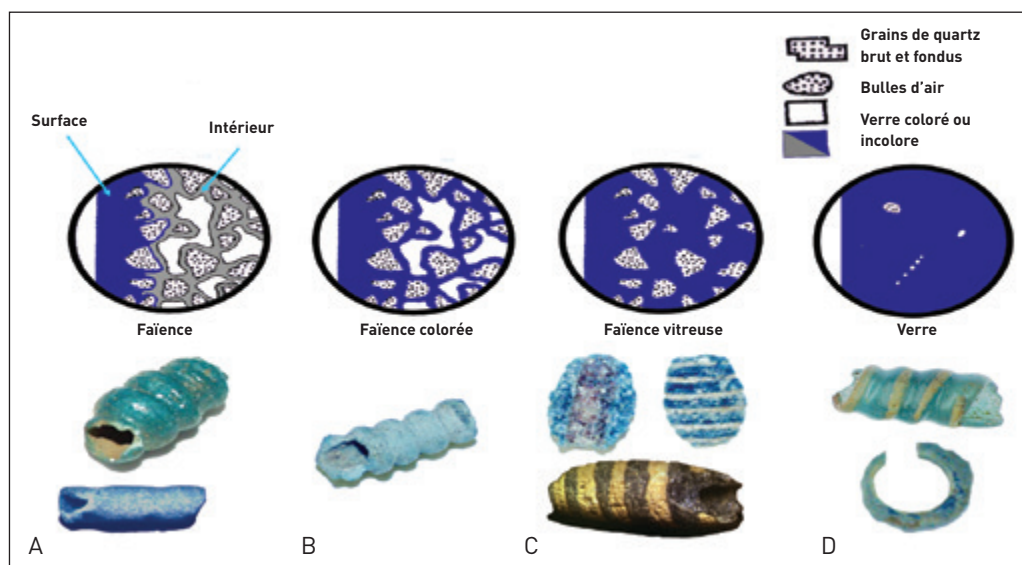 Grains de quartz
brut et fondus
Bulles d'air
Verre coloré ou
incolore
Surface
Intérieur
Faïence
Faïence colorée
Faïence vitreuse
Verre
A
B
C
D